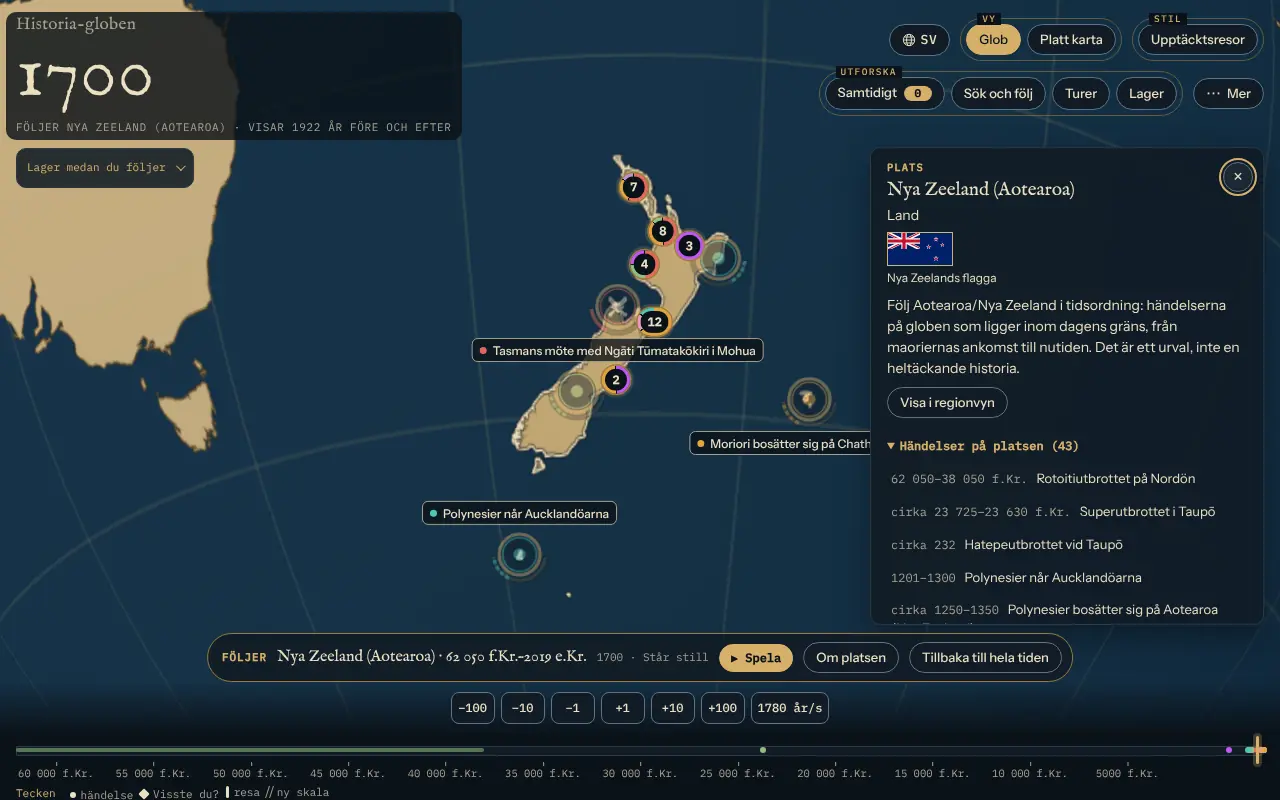 Historia-globen
1700
FÖLJER NYA ZEELAND (AOTEAROA) · VISAR 1922 ÅR FÖRE OCH EFTER
Lager medan du följer
SV
VY
Glob
Platt karta
STIL
Upptäcktsresor
UTFORSKA
Samtidigt 0
Sök och följ
Turer
Lager
··· Mer
PLATS
Nya Zeeland (Aotearoa)
×
Land
Nya Zeelands flagga
Följ Aotearoa/Nya Zeeland i tidsordning: händelserna
på globen som ligger inom dagens gräns, från
maoriernas ankomst till nutiden. Det är ett urval, inte en
heltäckande historia.
Visa i regionvyn
▼ Händelser på platsen (43)
62 050–38 050 f.Kr. Rotoitiutbrottet på Nordön
cirka 23 725–23 630 f.Kr. Superutbrottet i Taupō
cirka 232 Hatepeutbrottet vid Taupō
1201–1300 Polynesier når Aucklandöarna
cirka 1250–1350 Polynesier bosätter sig på Aotearoa
7
8
3
4
12
Tasmans möte med Ngāti Tūmatakōkiri i Mohua
2
Moriori bosätter sig på Chath
Polynesier når Aucklandöarna
FÖLJER Nya Zeeland (Aotearoa) · 62 050 f.Kr.–2019 e.Kr. 1700 · Står still
▶ Spela
Om platsen
Tillbaka till hela tiden
−100 −10 −1 +1 +10 +100 1780 år/s
60 000 f.Kr. 55 000 f.Kr. 50 000 f.Kr. 45 000 f.Kr. 40 000 f.Kr. 35 000 f.Kr. 30 000 f.Kr. 25 000 f.Kr. 20 000 f.Kr. 15 000 f.Kr. 10 000 f.Kr. 5000 f.Kr.
Tecken händelse Visste du? resa // ny skala